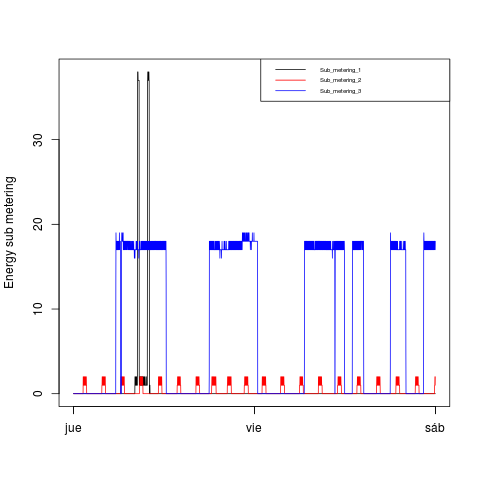 Sub_metering_1
Sub_metering_2
Sub_metering_3
Energy sub metering
30
20
10
0
jue
vie
sáb